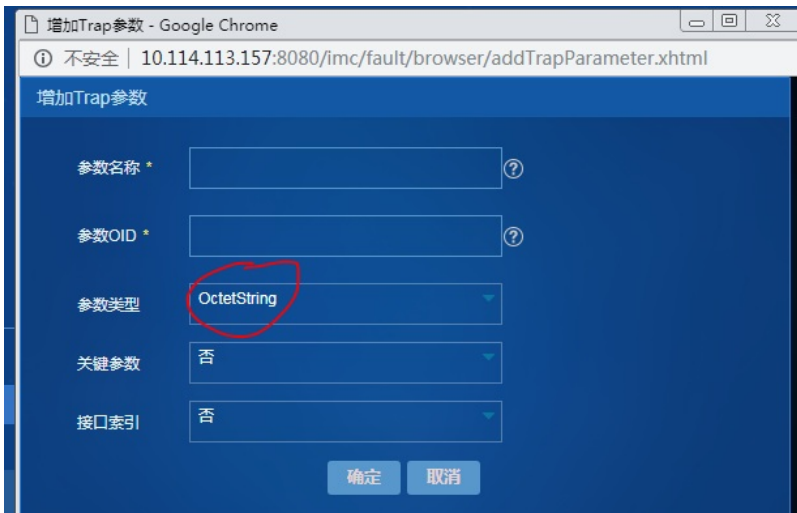 增加Trap参数 - Google Chrome
不安全 | 10.114.113.157:8080/imc/fault/browser/addTrapParameter.xhtml
增加Trap参数
参数名称 *
?
参数OID *
?
参数类型 OctetString
关键参数 否
接口索引 否
确定 取消